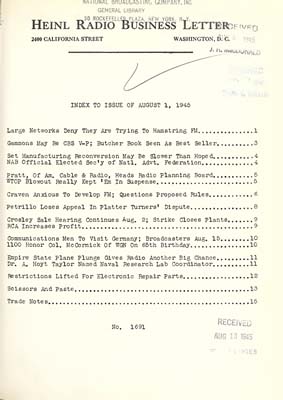 NATIONAL BROADCASTING COMPANY, INC.
GENERAL LIBRARY
30 ROCKEFELLER PLAZA, NEW YORK, N. Y.
HEINL RADIO BUSINESS LETTER
2400 CALIFORNIA STREET WASHINGTON, D. C.
1945
J. H. MACDONALD
INDEX TO ISSUE OF AUGUST 1, 1945
Large Networks Deny They Are Trying To Hamstring FM....................1
Gammons May Be CBS V-P; Butcher Book Seen As Best Seller...............3
Set Manufacturing Reconversion May Be Slower Than Hoped................4
NAB Official Elected Sec'y of Natl. Advt. Federation...................4
Pratt, Of Am. Cable & Radio, Heads Radio Planning Board................5
WTOP Blowout Really Kept 'Em In Suspense...............................5
Craven Anxious To Develop FM; Questions Proposed Rules.................6
Petrillo Loses Appeal In Platter Turners' Dispute......................8
Crosley Sale Hearing Continues Aug. 2; Strike Closes Plants............9
RCA Increases Profit...................................................9
Communications Men To Visit Germany; Broadcasters Aug. 10.............10
1100 Honor Col. McCormick Of WGN On 65th Birthday.....................10
Empire State Plane Plunge Gives Radio Another Big Chance..............11
Dr. A. Hoyt Taylor Named Naval Research Lab Coordinator...............11
Restrictions Lifted For Electronic Repair Parts.......................12
Scissors And Paste....................................................13
Trade Notes...........................................................15
No. 1691
RECEIVED
AUG 13 1945